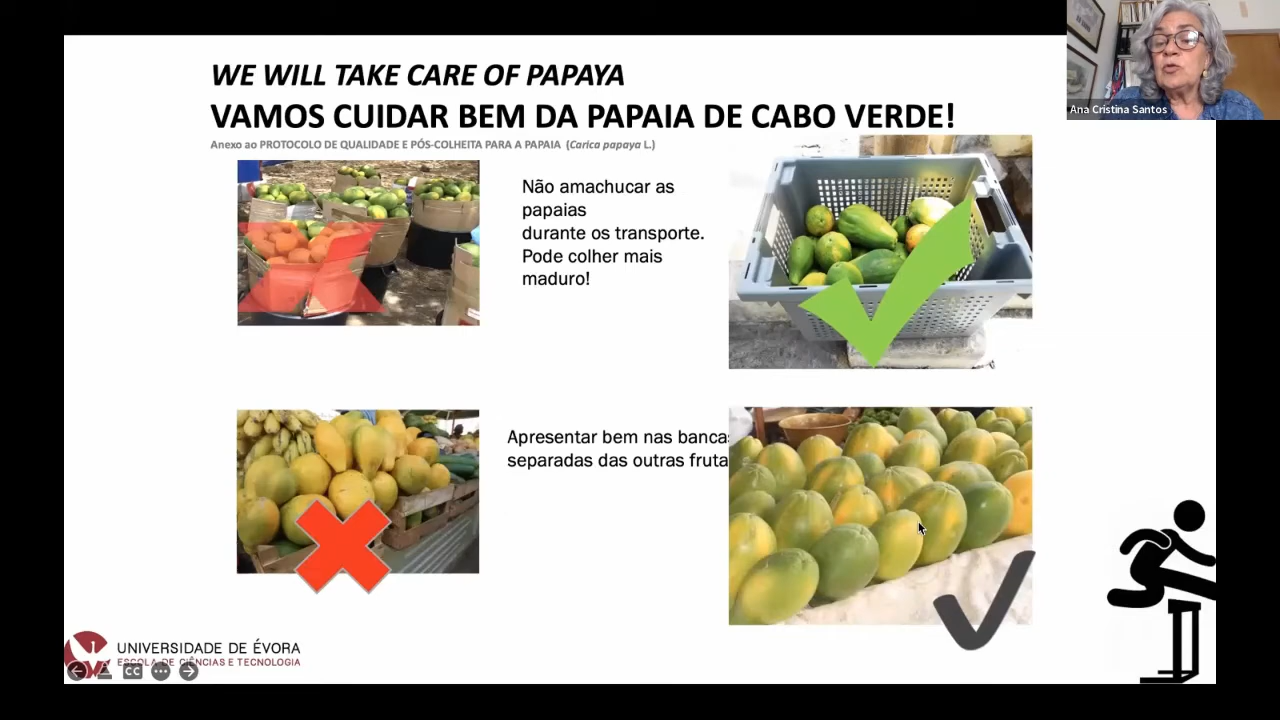 WE WILL TAKE CARE OF PAPAYA
VAMOS CUIDAR BEM DA PAPAIA DE CABO VERDE!
Anexo ao PROTOCOLO DE QUALIDADE E PÓS-COLHEITA PARA A PAPAIA (Carica papaya L.)
Não amachucar as
papaias
durante os transporte.
Pode colher mais
maduro!
Apresentar bem nas bancas
separadas das outras fruta
UNIVERSIDADE DE ÉVORA
ESCOLA DE CIÊNCIAS E TECNOLOGIA
CC
Ana Cristina Santos